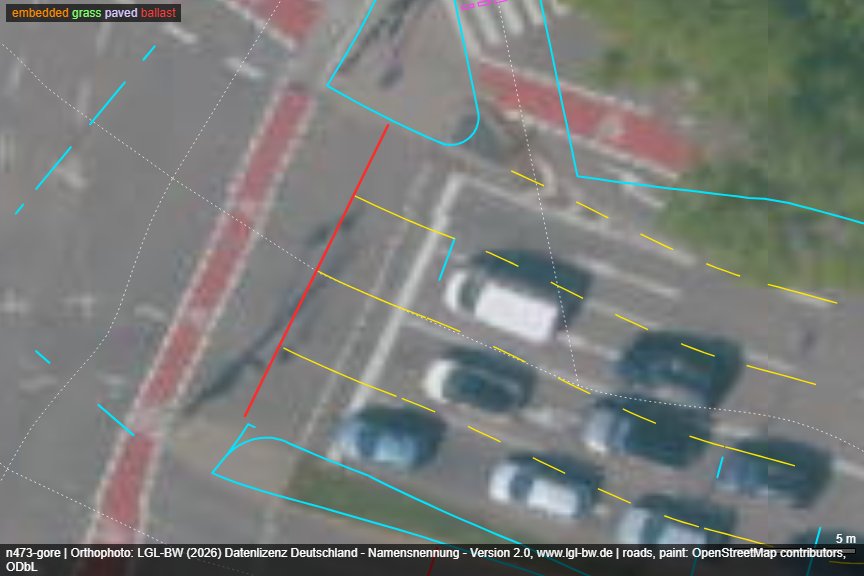 embedded grass paved ballast
5 m
n473-gore | Orthophoto: LGL-BW (2026) Datenlizenz Deutschland - Namensnennung - Version 2.0, www.lgl-bw.de | roads, paint: OpenStreetMap contributors,
ODbL